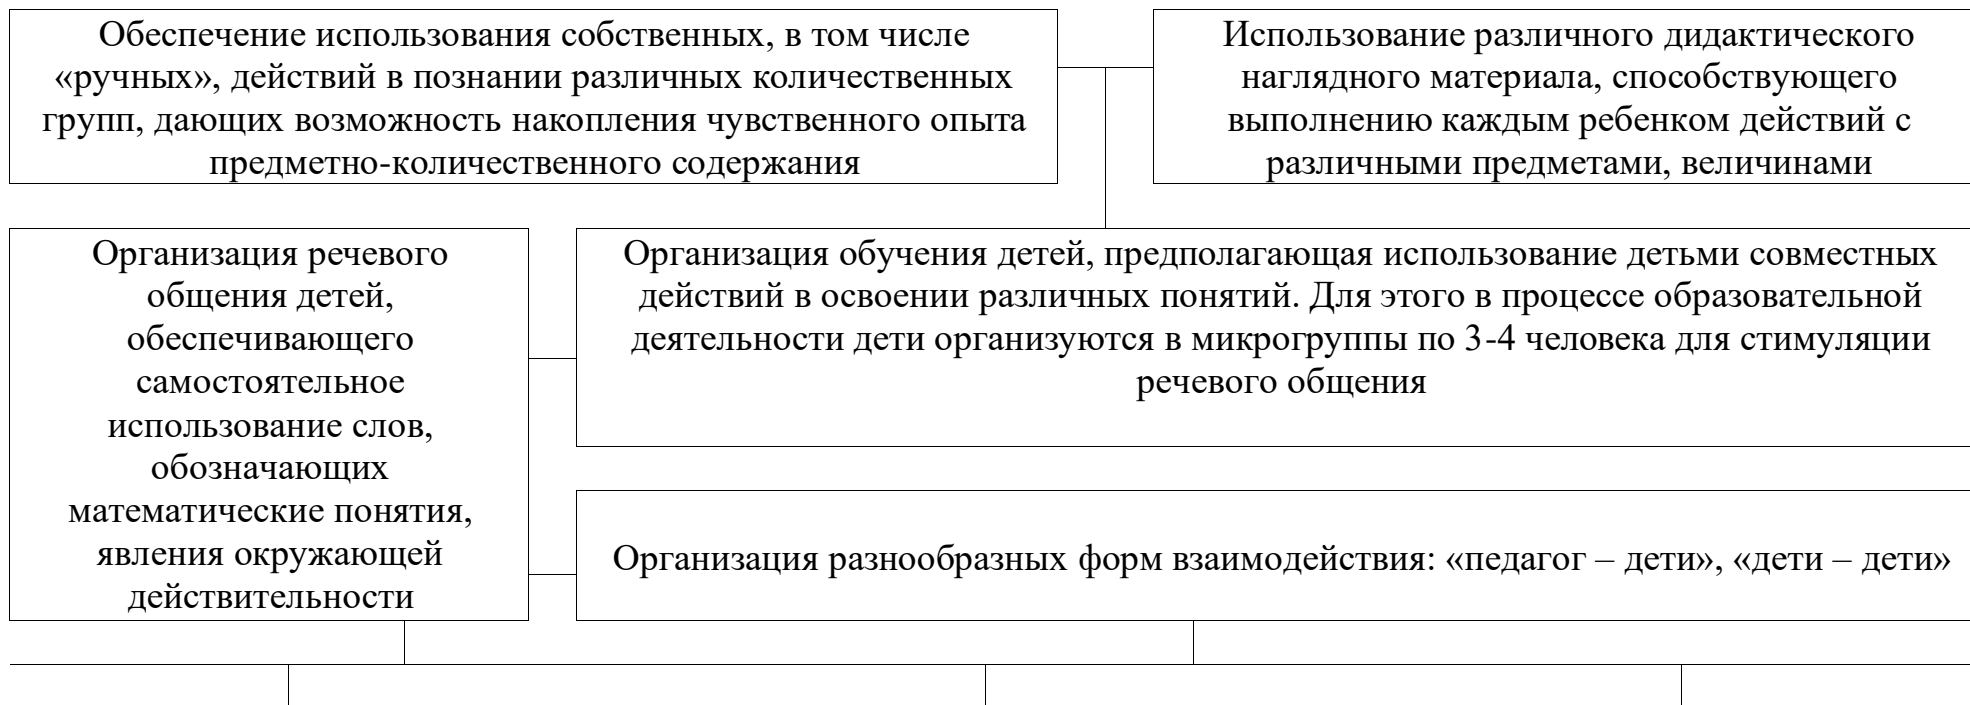 Обеспечение использования собственных, в том числе
«ручных», действий в познании различных количественных
групп, дающих возможность накопления чувственного опыта
предметно-количественного содержания
Использование различного дидактического
наглядного материала, способствующего
выполнению каждым ребенком действий с
различными предметами, величинами
Организация речевого
общения детей,
обеспечивающего
самостоятельное
использование слов,
обозначающих
математические понятия,
явления окружающей
действительности
Организация обучения детей, предполагающая использование детьми совместных
действий в освоении различных понятий. Для этого в процессе образовательной
деятельности дети организуются в микрогруппы по 3-4 человека для стимуляции
речевого общения
Организация разнообразных форм взаимодействия: «педагог – дети», «дети – дети»